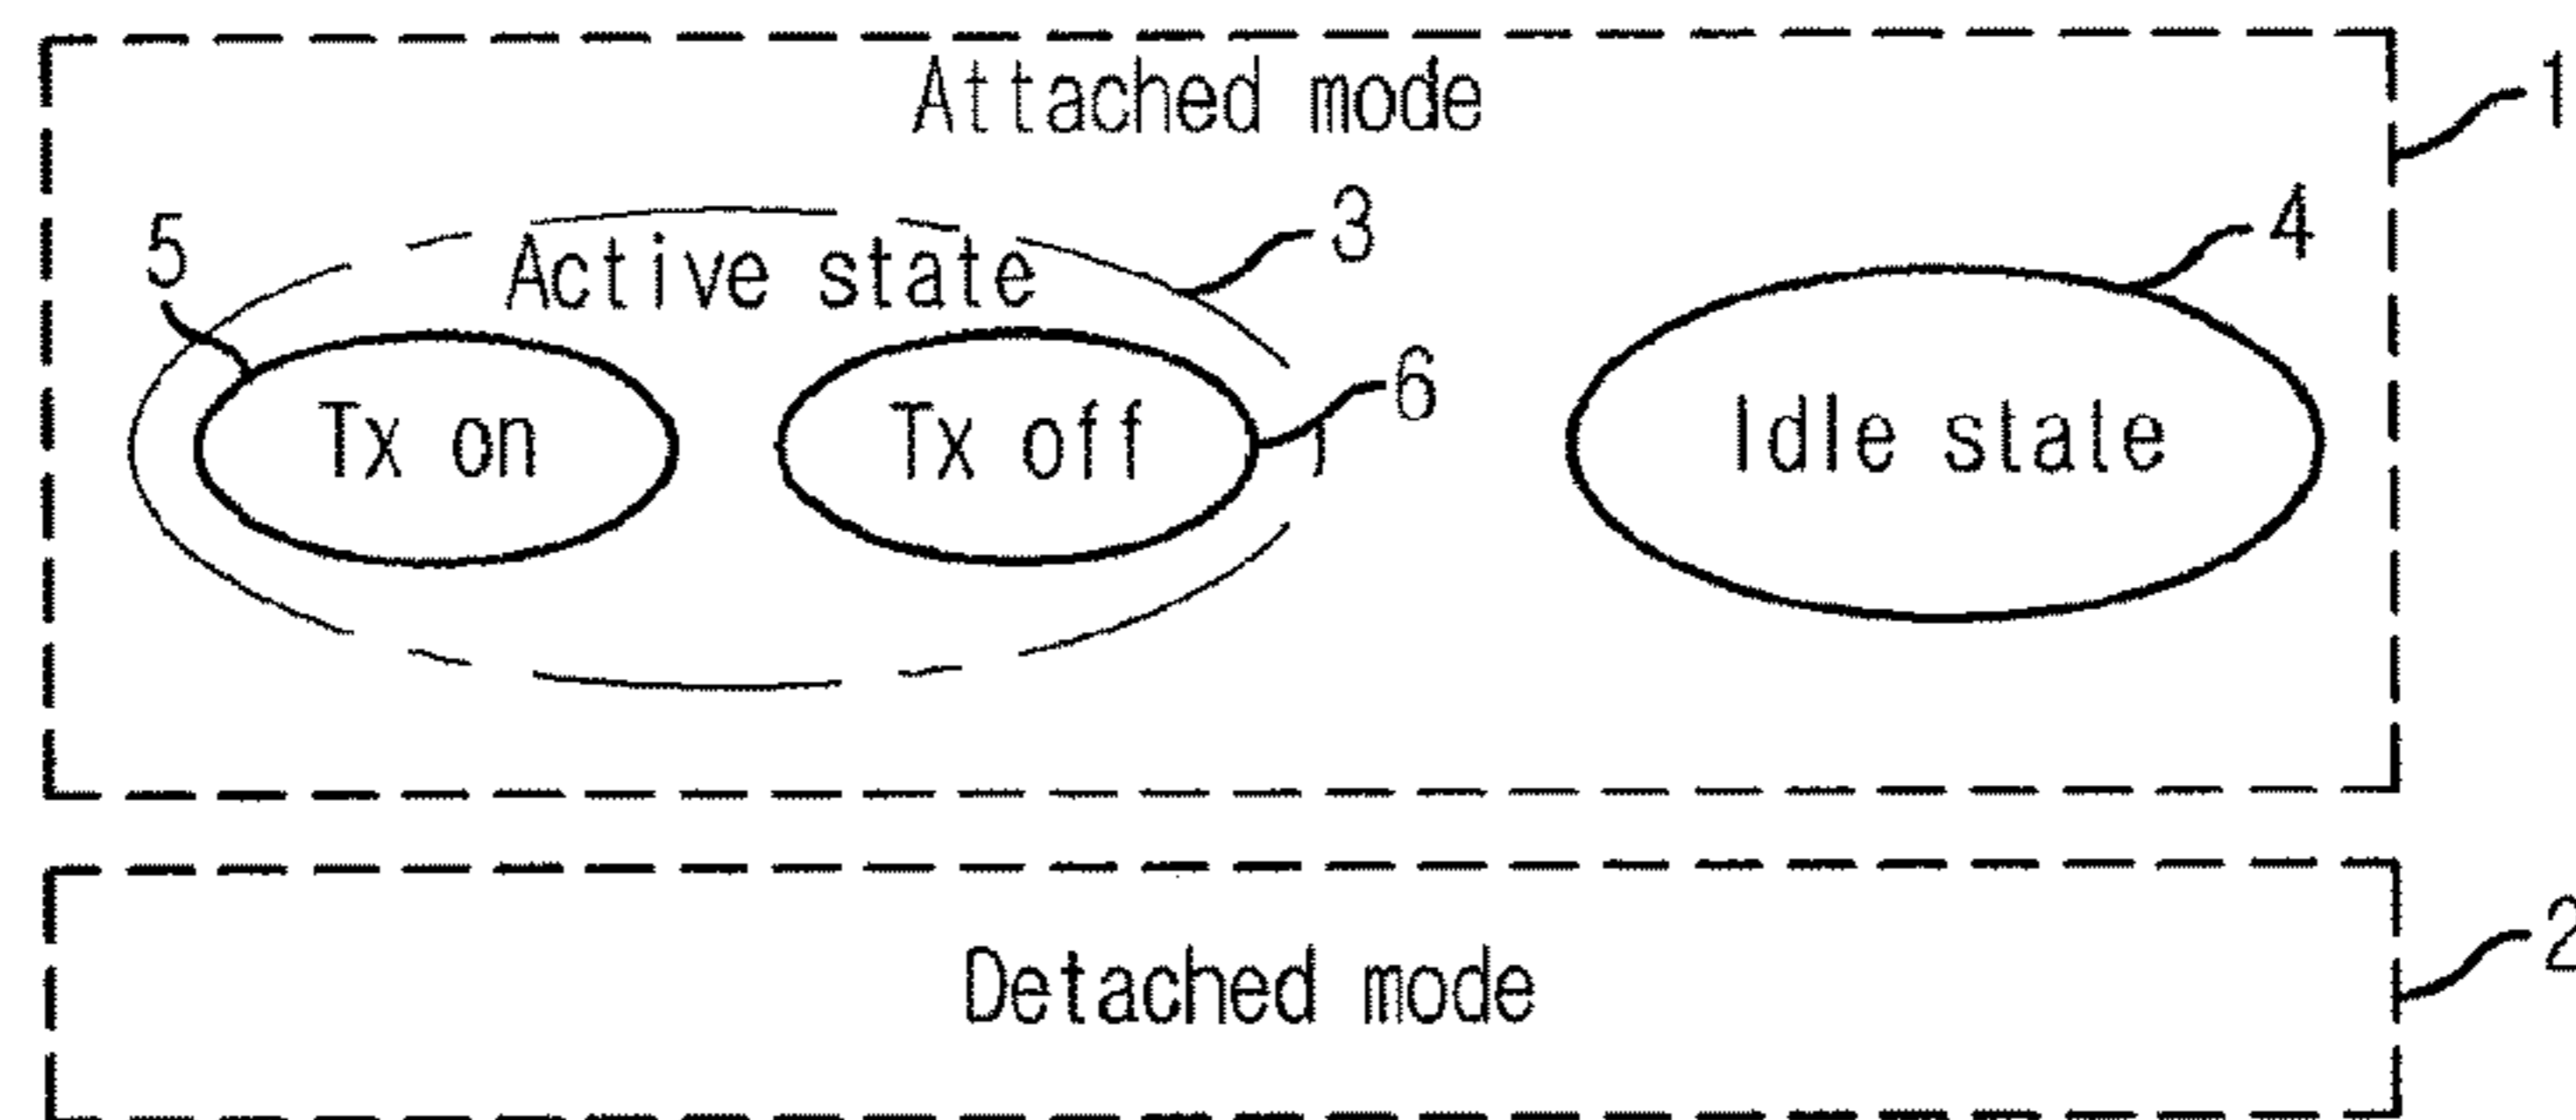 Attached mode
1
5
Active state
3
4
Tx on
Tx off
6
Idle state
Detached mode
2